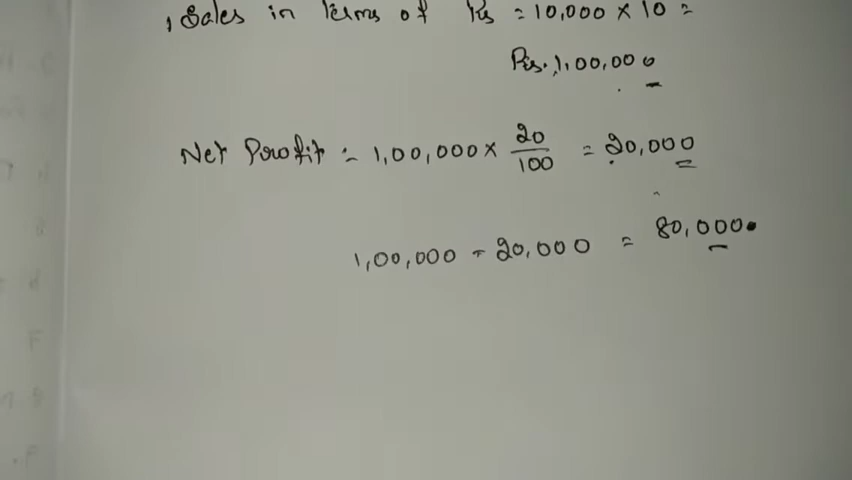 Sales in terms of Rs = 10,000 × 10 =
Rs. 1,00,000
Net Profit = 1,00,000 × 20/100 = 20,000
1,00,000 - 20,000 = 80,000